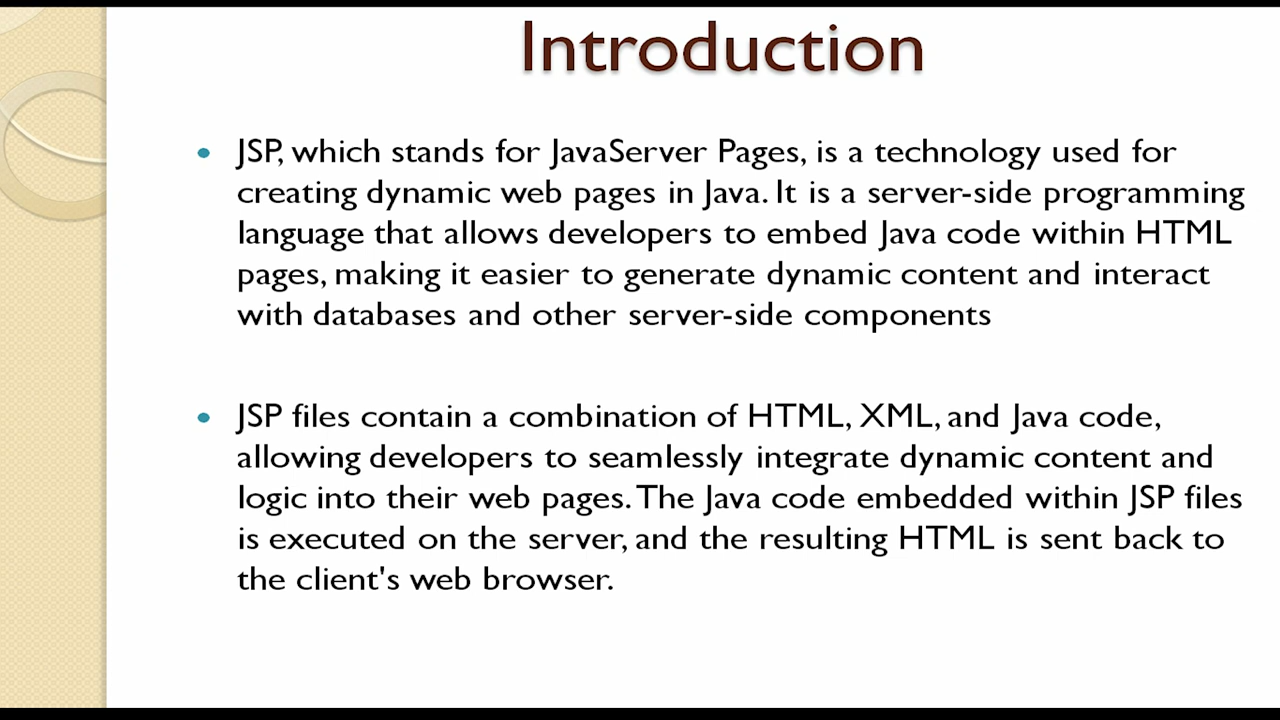 Introduction
JSP, which stands for JavaServer Pages, is a technology used for
creating dynamic web pages in Java. It is a server-side programming
language that allows developers to embed Java code within HTML
pages, making it easier to generate dynamic content and interact
with databases and other server-side components
JSP files contain a combination of HTML, XML, and Java code,
allowing developers to seamlessly integrate dynamic content and
logic into their web pages. The Java code embedded within JSP files
is executed on the server, and the resulting HTML is sent back to
the client's web browser.